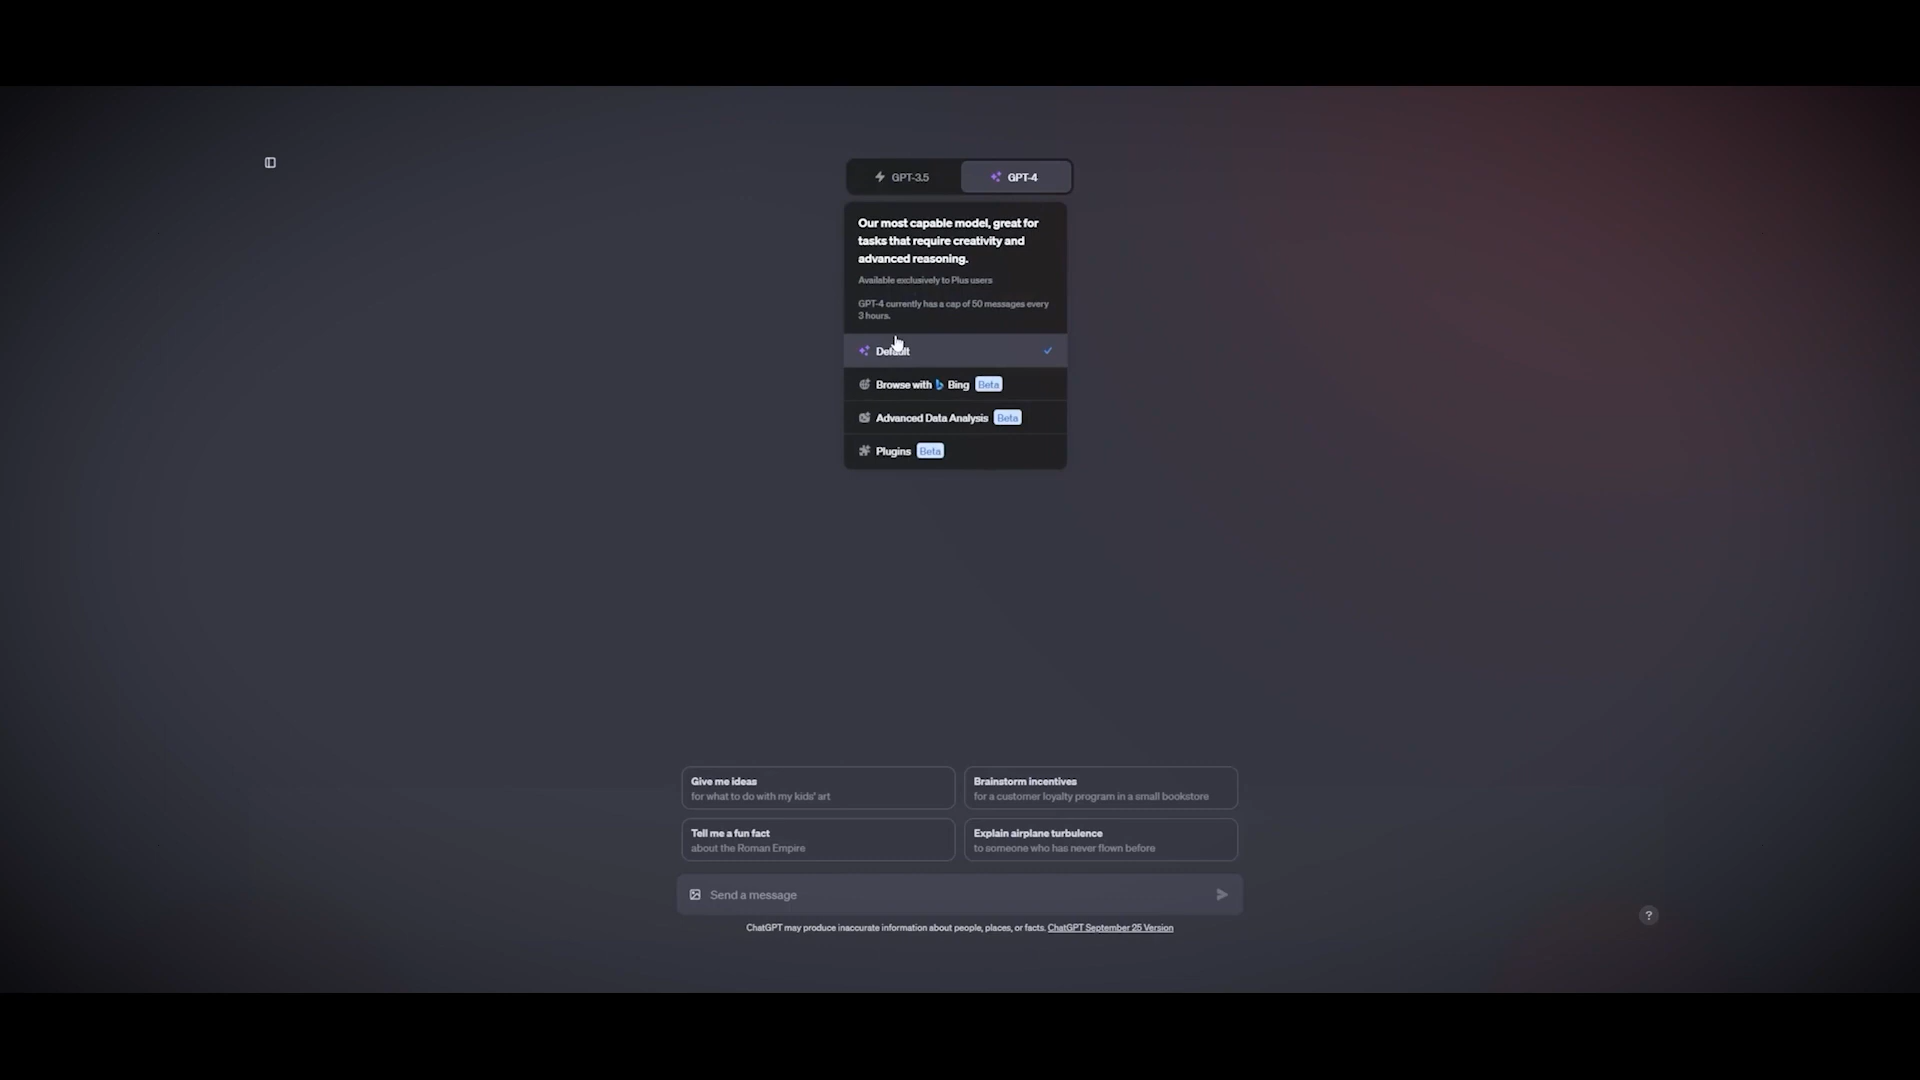 GPT-3.5
GPT-4
Our most capable model, great for
tasks that require creativity and
advanced reasoning.
Available exclusively to Plus users
GPT-4 currently has a cap of 50 messages every
3 hours.
Default
Browse with Bing Beta
Advanced Data Analysis Beta
Plugins Beta
Give me ideas
for what to do with my kids' art
Brainstorm incentives
for a customer loyalty program in a small bookstore
Tell me a fun fact
about the Roman Empire
Explain airplane turbulence
to someone who has never flown before
Send a message
ChatGPT may produce inaccurate information about people, places, or facts. ChatGPT September 25 Version
?